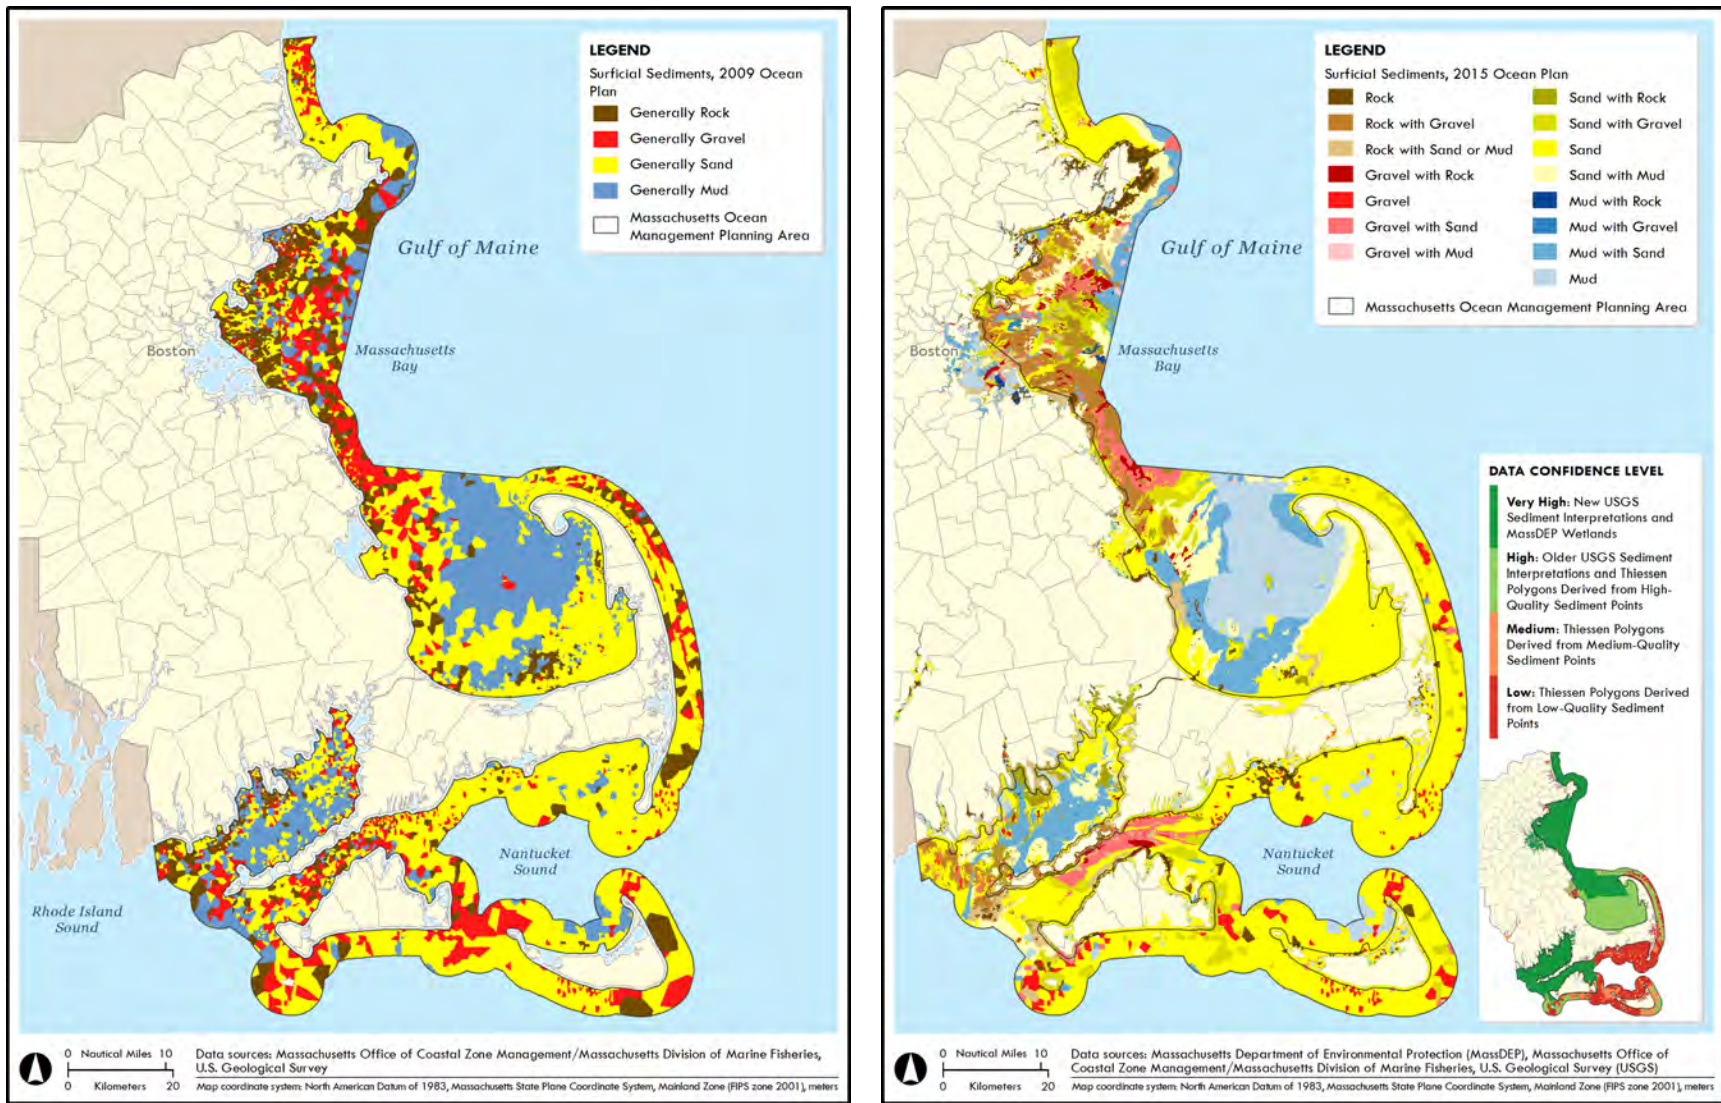 LEGEND
Surficial Sediments, 2009 Ocean
Plan
Generally Rock
Generally Gravel
Generally Sand
Generally Mud
Massachusetts Ocean
Management Planning Area
Gulf of Maine
Boston
Massachusetts
Bay
Nantucket
Sound
Rhode Island
Sound
0 Nautical Miles 10
0 Kilometers 20
Data sources: Massachusetts Office of Coastal Zone Management/Massachusetts Division of Marine Fisheries,
U.S. Geological Survey
Map coordinate system: North American Datum of 1983, Massachusetts State Plane Coordinate System, Mainland Zone (FIPS zone 2001), meters
LEGEND
Surficial Sediments, 2015 Ocean Plan
Rock
Rock with Gravel
Rock with Sand or Mud
Gravel with Rock
Gravel
Gravel with Sand
Gravel with Mud
Sand with Rock
Sand with Gravel
Sand
Sand with Mud
Mud with Rock
Mud with Gravel
Mud with Sand
Mud
Massachusetts Ocean Management Planning Area
Gulf of Maine
Boston
Massachusetts
Bay
Nantucket
Sound
DATA CONFIDENCE LEVEL
Very High: New USGS
Sediment Interpretations and
MassDEP Wetlands
High: Older USGS Sediment
Interpretations and Thiessen
Polygons Derived from High-
Quality Sediment Points
Medium: Thiessen Polygons
Derived from Medium-Quality
Sediment Points
Low: Thiessen Polygons Derived
from Low-Quality Sediment
Points
0 Nautical Miles 10
0 Kilometers 20
Data sources: Massachusetts Department of Environmental Protection (MassDEP), Massachusetts Office of
Coastal Zone Management/Massachusetts Division of Marine Fisheries, U.S. Geological Survey (USGS)
Map coordinate system: North American Datum of 1983, Massachusetts State Plane Coordinate System, Mainland Zone (FIPS zone 2001), meters